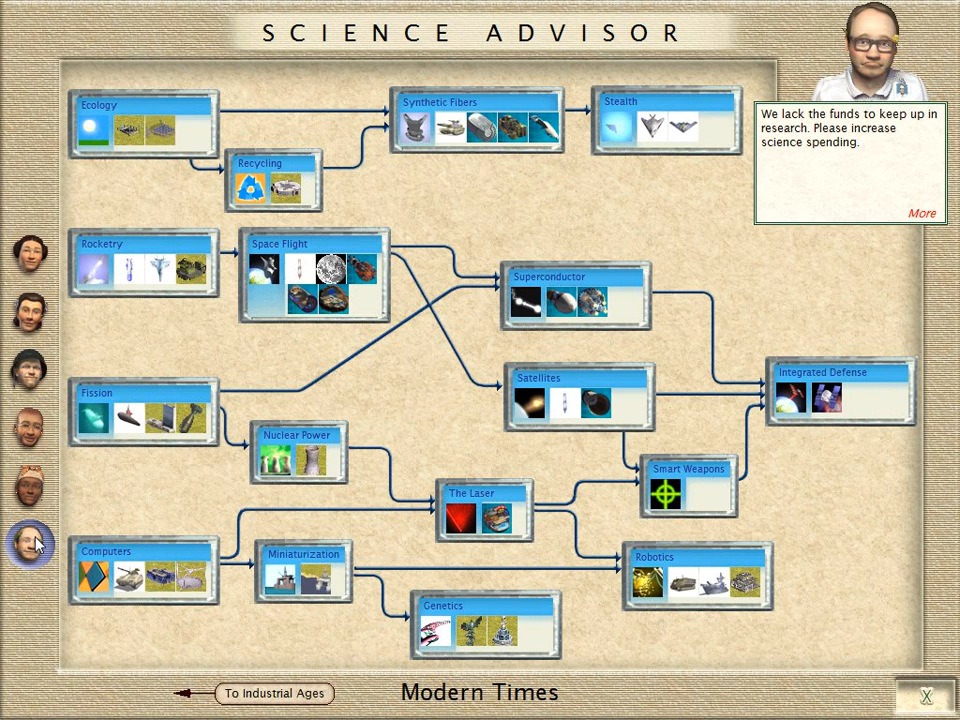 SCIENCE ADVISOR
We lack the funds to keep up in
research. Please increase
science spending.
More
Ecology
Synthetic Fibers
Stealth
Recycling
Rocketry
Space Flight
Superconductor
Satellites
Integrated Defense
Fission
Nuclear Power
Smart Weapons
The Laser
Computers
Miniaturization
Robotics
Genetics
To Industrial Ages
Modern Times
X